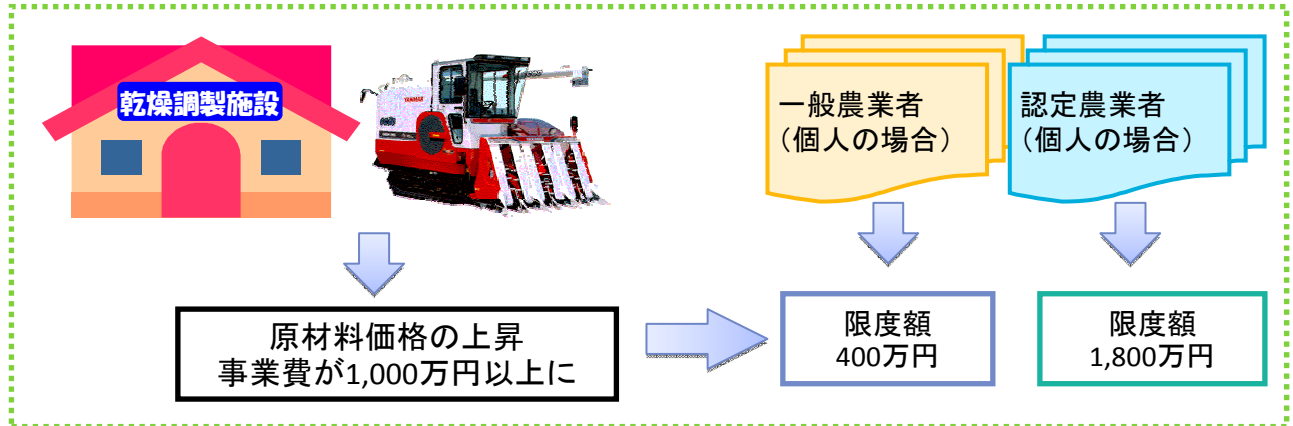 乾燥調製施設
YANMAR
一般農業者
（個人の場合）
認定農業者
（個人の場合）
原材料価格の上昇
事業費が1,000万円以上に
限度額
400万円
限度額
1,800万円